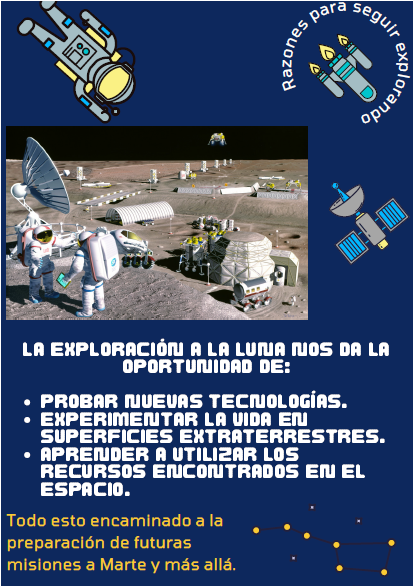 Razones para seguir explorando
LA EXPLORACIÓN A LA LUNA NOS DA LA
OPORTUNIDAD DE:
• PROBAR NUEVAS TECNOLOGÍAS.
• EXPERIMENTAR LA VIDA EN
SUPERFICIES EXTRATERRESTRES.
• APRENDER A UTILIZAR LOS
RECURSOS ENCONTRADOS EN EL
ESPACIO.
Todo esto encaminado a la
preparación de futuras
misiones a Marte y más allá.